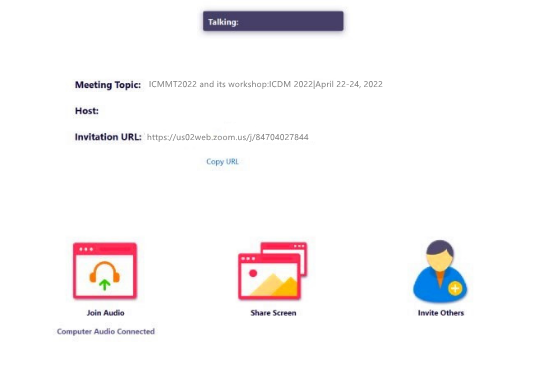 Talking:
Meeting Topic: ICMMT2022 and its workshop:ICDM 2022|April 22-24, 2022
Host:
Invitation URL: https://us02web.zoom.us/j/84704027844
Copy URL
Join Audio
Share Screen
Invite Others
Computer Audio Connected